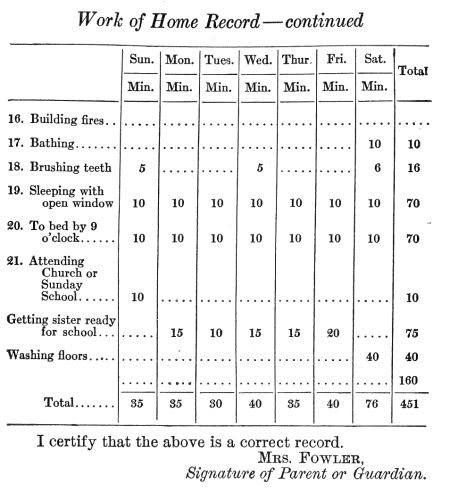 Work of Home Record—continued
Sun. Mon. Tues. Wed. Thur. Fri. Sat. Total
Min. Min. Min. Min. Min. Min. Min.
16. Building fires.. ..... ..... ..... ..... ..... ..... ..... .....
17. Bathing....... ..... ..... ..... ..... ..... ..... 10 10
18. Brushing teeth 5 ..... ..... 5 ..... ..... 6 16
19. Sleeping with
open window 10 10 10 10 10 10 10 70
20. To bed by 9
o'clock...... 10 10 10 10 10 10 10 70
21. Attending
Church or
Sunday
School...... 10 ..... ..... ..... ..... ..... ..... 10
Getting sister ready
for school.... ..... 15 10 15 15 20 ..... 75
Washing floors..... ..... ..... ..... ..... ..... ..... 40 40
..... ..... ..... ..... ..... ..... ..... 160
Total....... 35 35 30 40 35 40 76 451
I certify that the above is a correct record.
Mrs. Fowler,
Signature of Parent or Guardian.